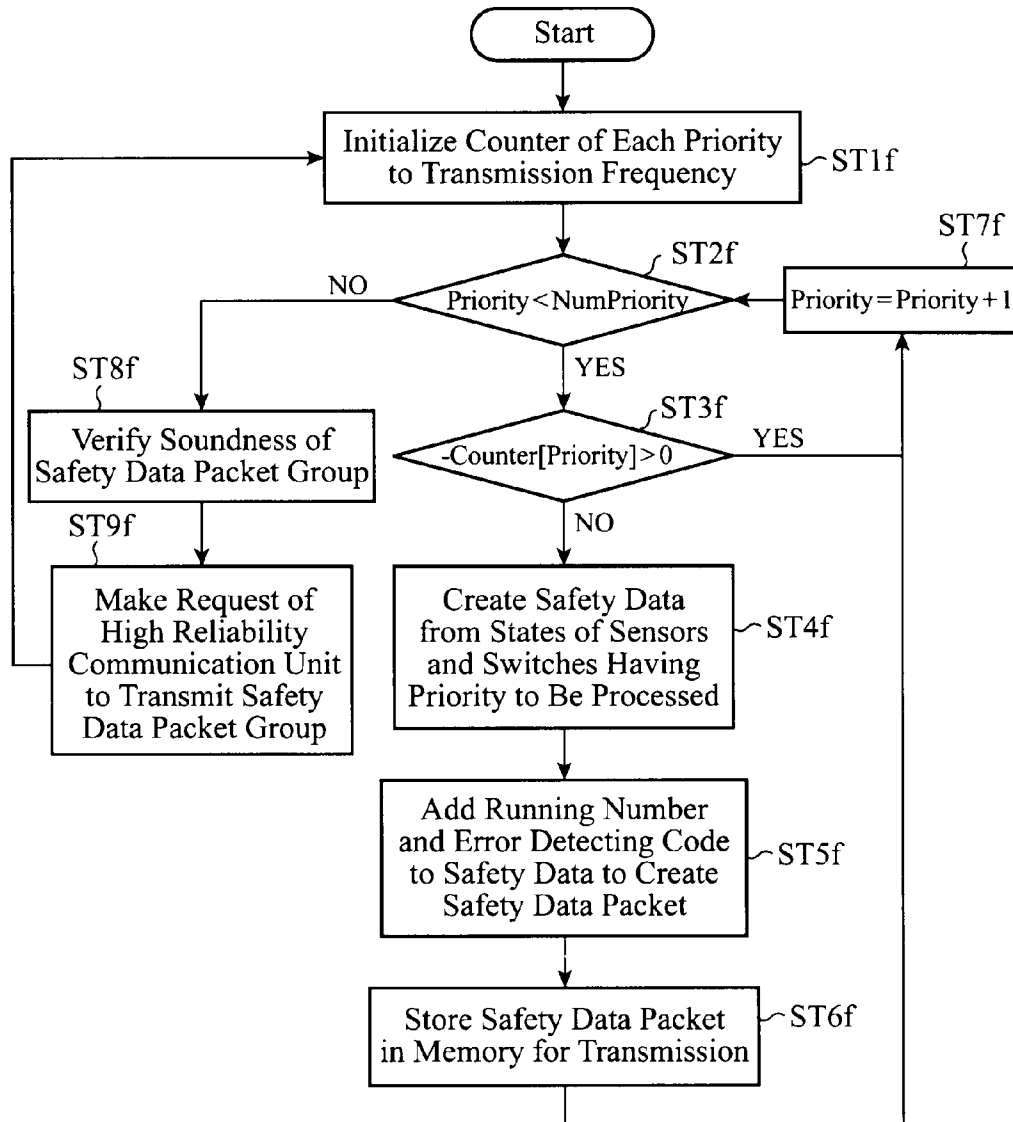 Start
Initialize Counter of Each Priority
to Transmission Frequency
ST1f
ST7f
ST2f
NO
Priority<NumPriority
Priority=Priority+1
YES
ST8f
ST3f
Verify Soundness of
Safety Data Packet Group
-Counter[Priority]>0
YES
ST9f
NO
Make Request of
High Reliability
Communication Unit
to Transmit Safety
Data Packet Group
Create Safety Data
from States of Sensors
and Switches Having
Priority to Be Processed
ST4f
Add Running Number
and Error Detecting Code
to Safety Data to Create
Safety Data Packet
ST5f
Store Safety Data Packet
in Memory for Transmission
ST6f